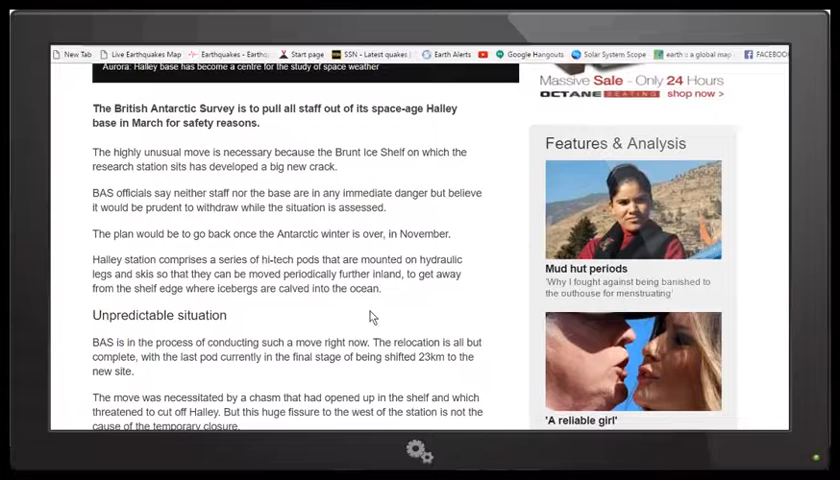 New Tab
Live Earthquakes Map
Earthquakes - Earthq
Start page
SSN - Latest quakes
Earth Alerts
Google Hangouts
Solar System Scope
earth :: a global map
FACEBOO
Aurora: Halley base has become a centre for the study of space weather
The British Antarctic Survey is to pull all staff out of its space-age Halley
base in March for safety reasons.
The highly unusual move is necessary because the Brunt Ice Shelf on which the
research station sits has developed a big new crack.
BAS officials say neither staff nor the base are in any immediate danger but believe
it would be prudent to withdraw while the situation is assessed.
The plan would be to go back once the Antarctic winter is over, in November.
Halley station comprises a series of hi-tech pods that are mounted on hydraulic
legs and skis so that they can be moved periodically further inland, to get away
from the shelf edge where icebergs are calved into the ocean.
Unpredictable situation
BAS is in the process of conducting such a move right now. The relocation is all but
complete, with the last pod currently in the final stage of being shifted 23km to the
new site.
The move was necessitated by a chasm that had opened up in the shelf and which
threatened to cut off Halley. But this huge fissure to the west of the station is not the
cause of the temporary closure.
Massive Sale - Only 24 Hours
OCTANE SEATING shop now >
Features & Analysis
Mud hut periods
'Why I fought against being banished to
the outhouse for menstruating'
'A reliable girl'